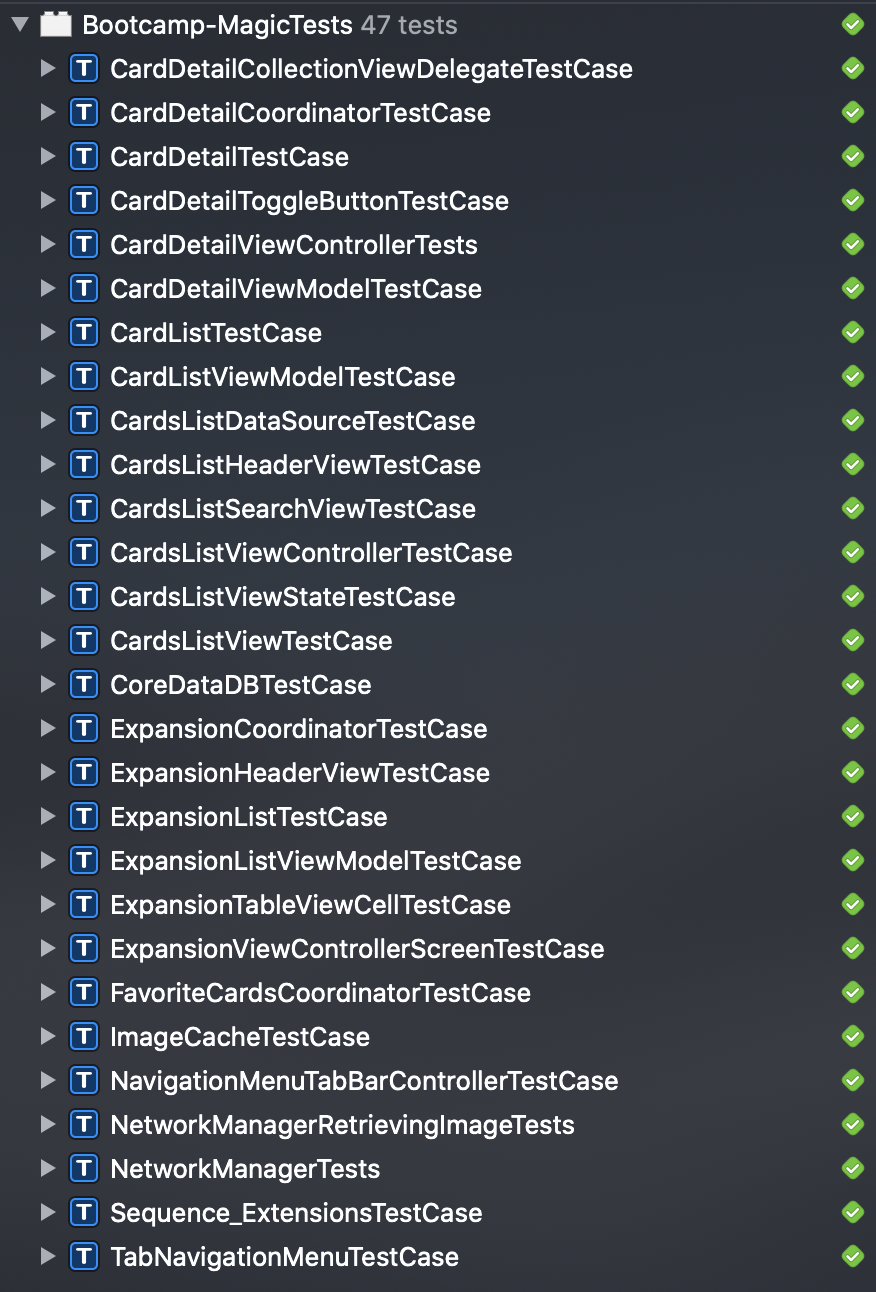 Bootcamp-MagicTests 47 tests
T CardDetailCollectionViewDelegateTestCase
T CardDetailCoordinatorTestCase
T CardDetailTestCase
T CardDetailToggleButtonTestCase
T CardDetailViewControllerTests
T CardDetailViewModelTestCase
T CardListTestCase
T CardListViewModelTestCase
T CardsListDataSourceTestCase
T CardsListHeaderViewTestCase
T CardsListSearchViewTestCase
T CardsListViewControllerTestCase
T CardsListViewStateTestCase
T CardsListViewTestCase
T CoreDataDBTestCase
T ExpansionCoordinatorTestCase
T ExpansionHeaderViewTestCase
T ExpansionListTestCase
T ExpansionListViewModelTestCase
T ExpansionTableViewCellTestCase
T ExpansionViewControllerScreenTestCase
T FavoriteCardsCoordinatorTestCase
T ImageCacheTestCase
T NavigationMenuTabBarControllerTestCase
T NetworkManagerRetrievingImageTests
T NetworkManagerTests
T Sequence_ExtensionsTestCase
T TabNavigationMenuTestCase